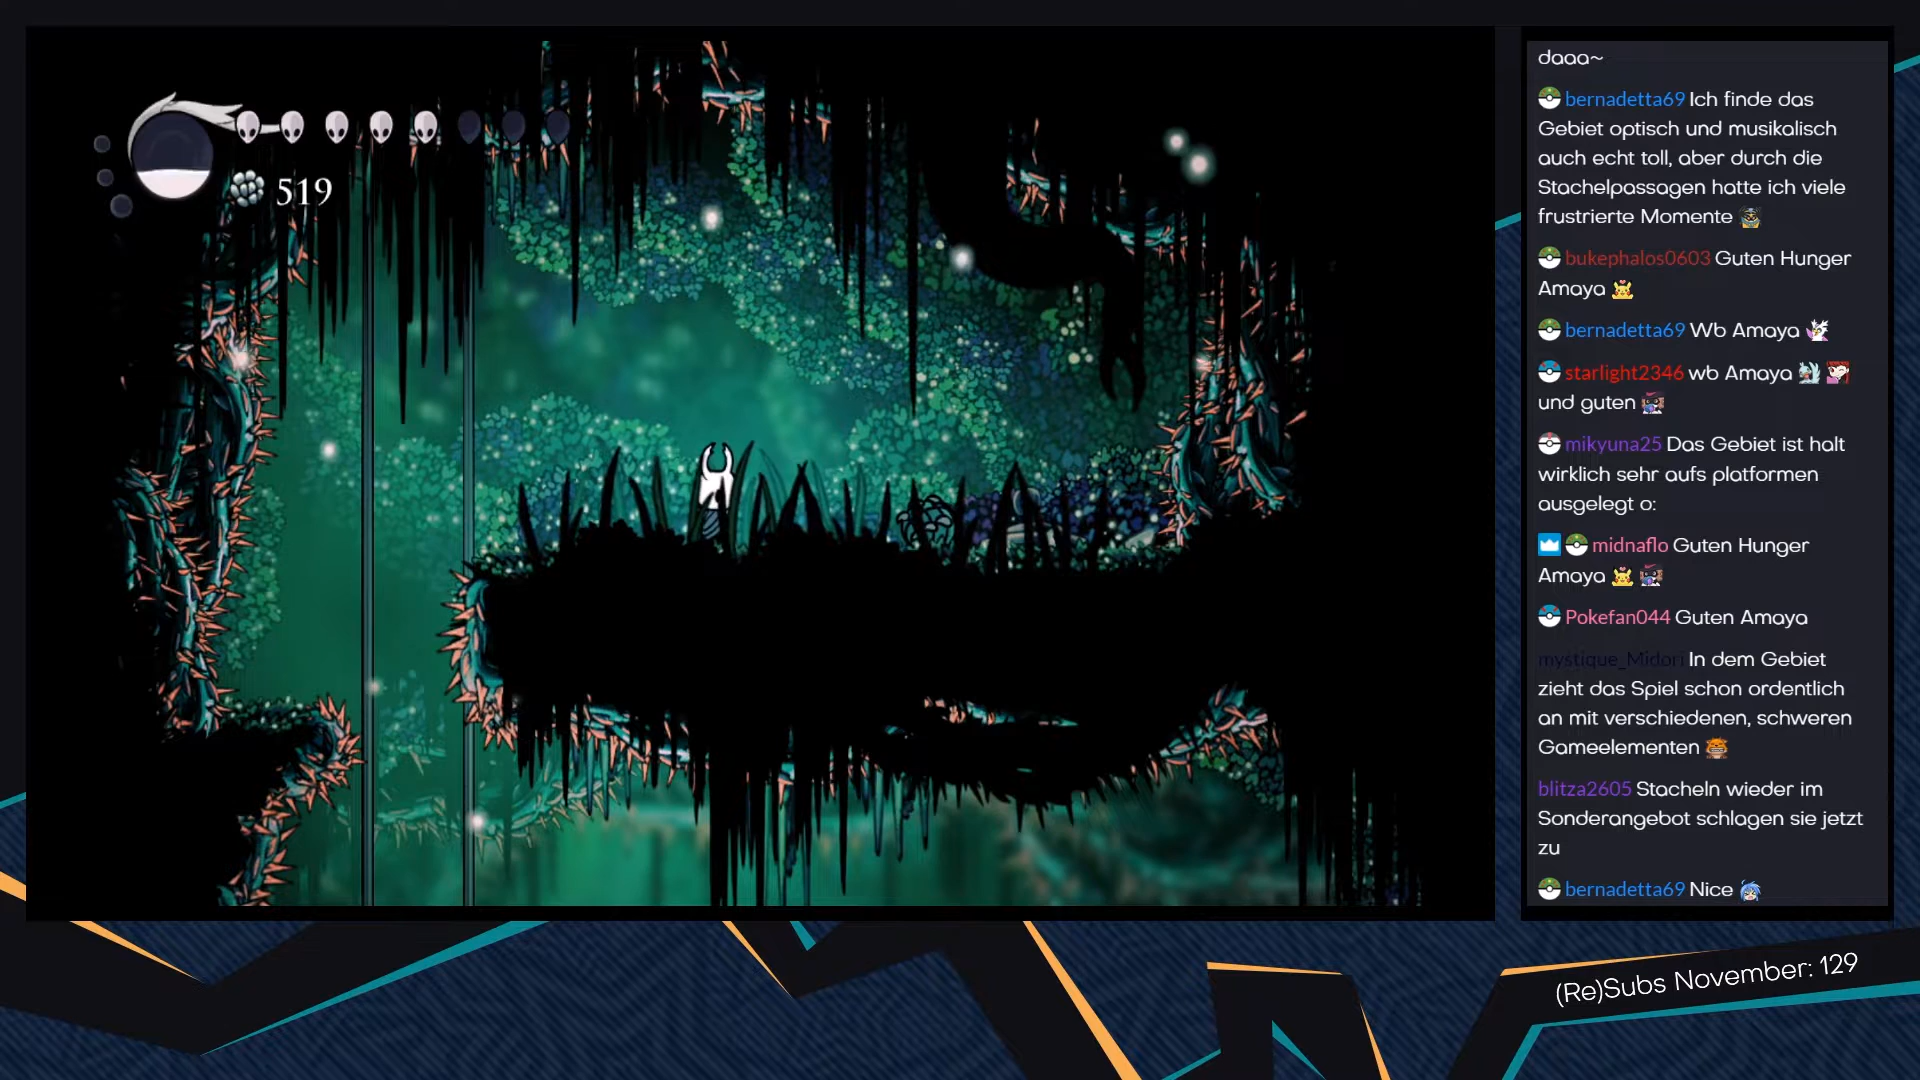 519
daaa~
bernadetta69 Ich finde das
Gebiet optisch und musikalisch
auch echt toll, aber durch die
Stachelpassagen hatte ich viele
frustrierte Momente
bukephalos0603 Guten Hunger
Amaya
bernadetta69 Wb Amaya
starlight2346 wb Amaya
und guten
mikyuna25 Das Gebiet ist halt
wirklich sehr aufs platformen
ausgelegt o:
midnaflo Guten Hunger
Amaya
Pokefan044 Guten Amaya
mystique_Midori In dem Gebiet
zieht das Spiel schon ordentlich
an mit verschiedenen, schweren
Gameelementen
blitza2605 Stacheln wieder im
Sonderangebot schlagen sie jetzt
zu
bernadetta69 Nice
(Re)Subs November: 129